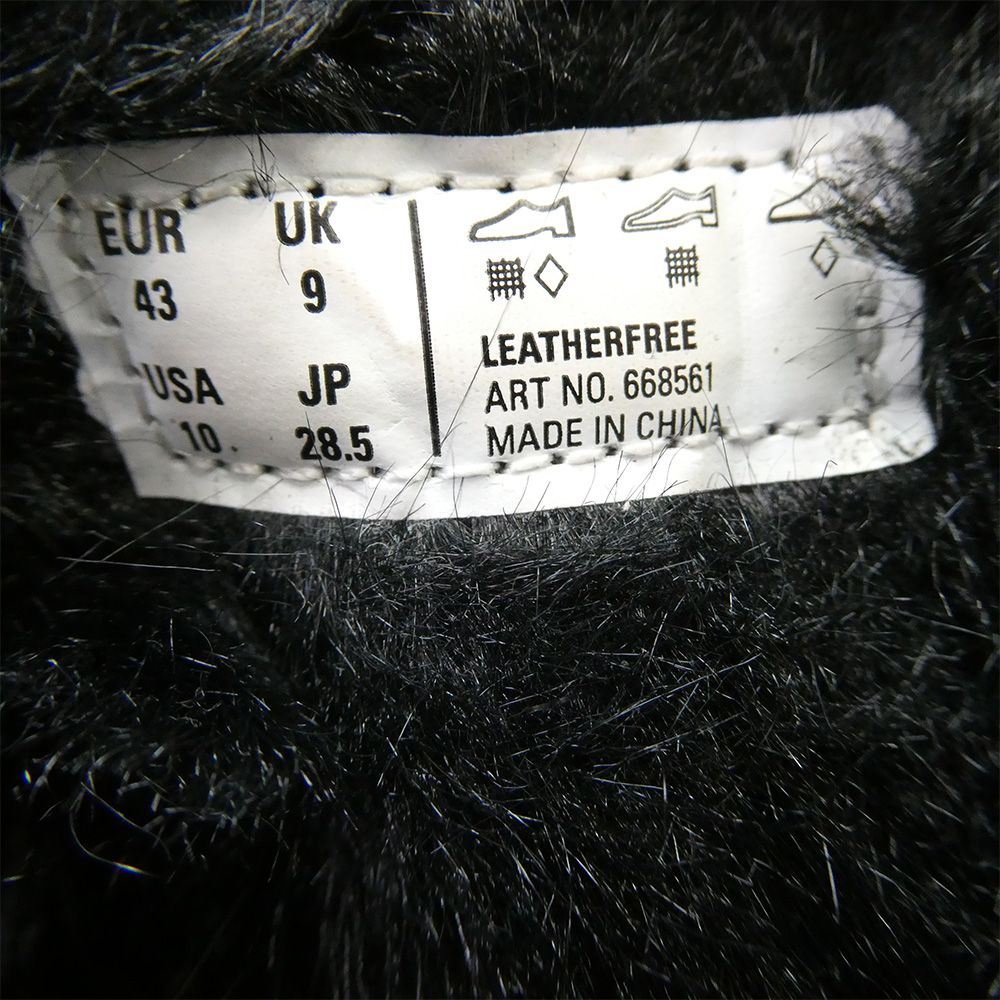 EUR UK
43 9
USA JP
10 28.5
LEATHERFREE
ART NO. 668561
MADE IN CHINA